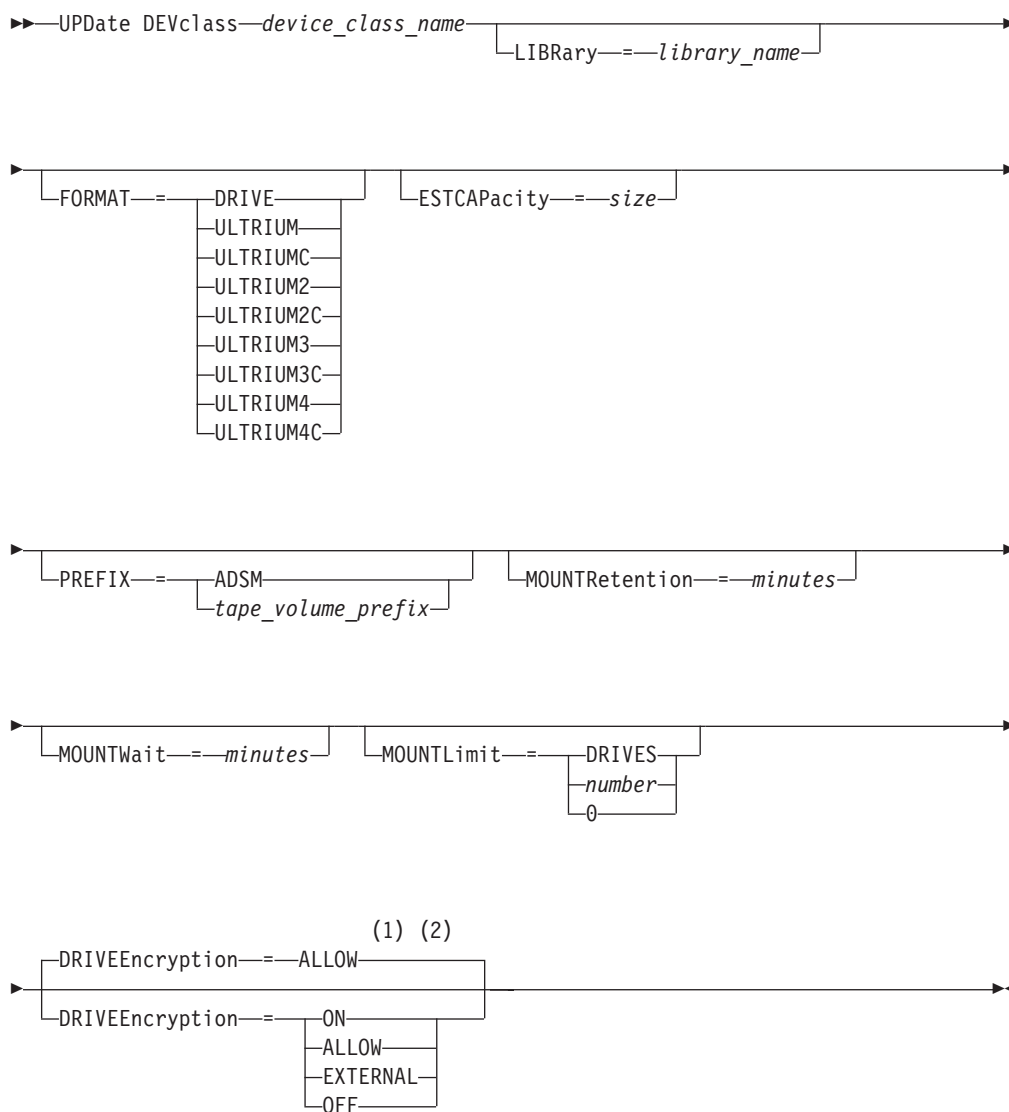 UPDate DEVclass device_class_name
LIBRary = library_name
FORMAT = DRIVE
ULTRIUM
ULTRIUMC
ULTRIUM2
ULTRIUM2C
ULTRIUM3
ULTRIUM3C
ULTRIUM4
ULTRIUM4C
ESTCAPacity = size
PREFIX = ADSM
tape_volume_prefix
MOUNTRetention = minutes
MOUNTWait = minutes
MOUNTLimit = DRIVES
number
0
(1) (2)
DRIVEEncryption = ALLOW
DRIVEEncryption = ON
ALLOW
EXTERNAL
OFF